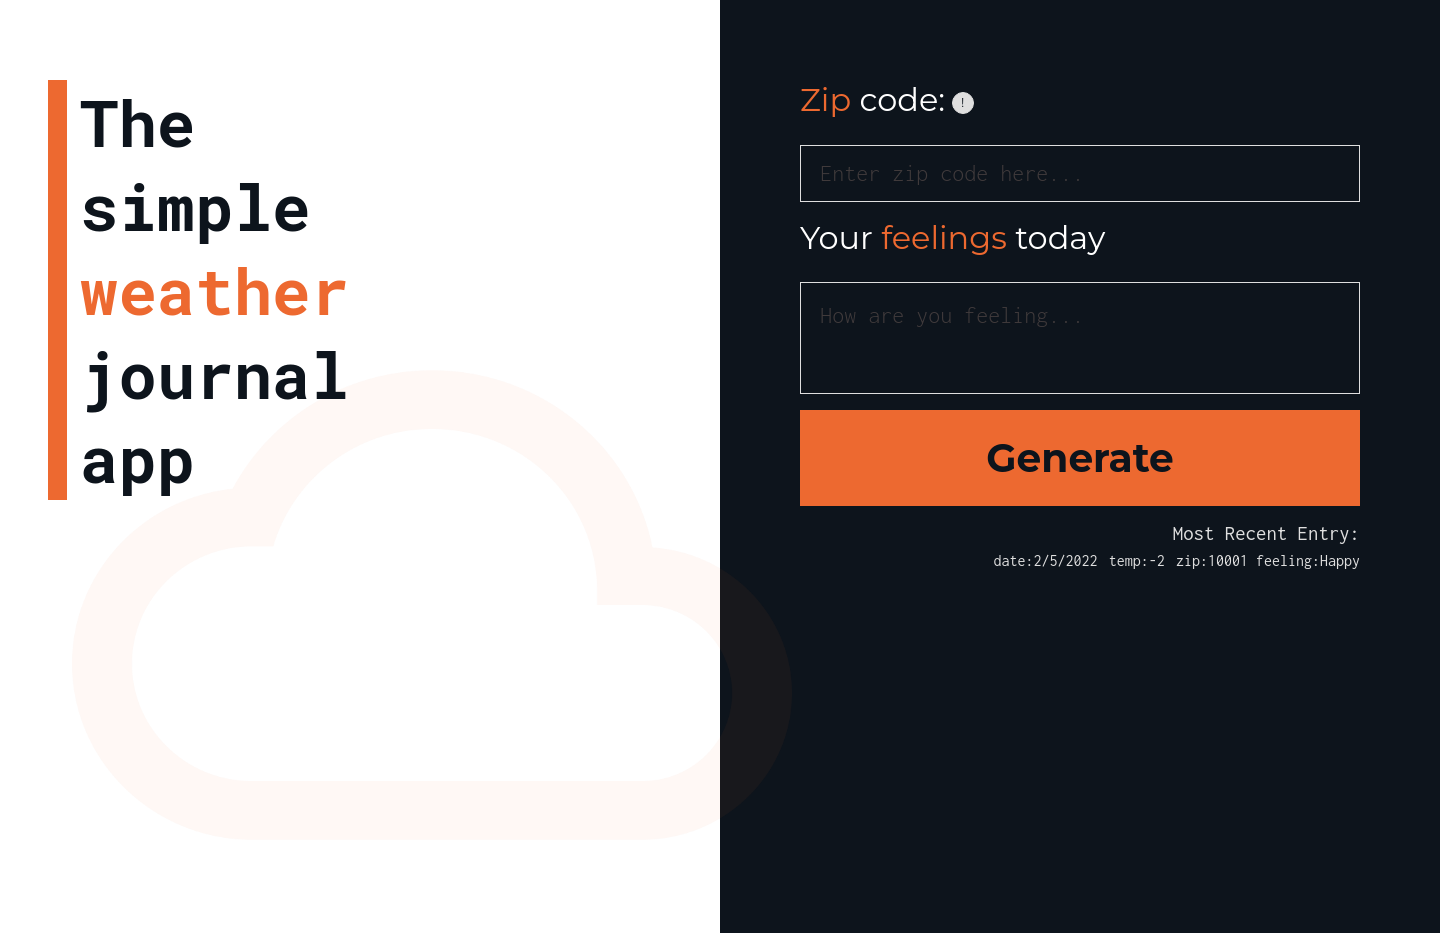 The
simple
weather
journal
app
Zip code: !
Enter zip code here...
Your feelings today
How are you feeling...
Generate
Most Recent Entry:
date:2/5/2022 temp:-2 zip:10001 feeling:Happy